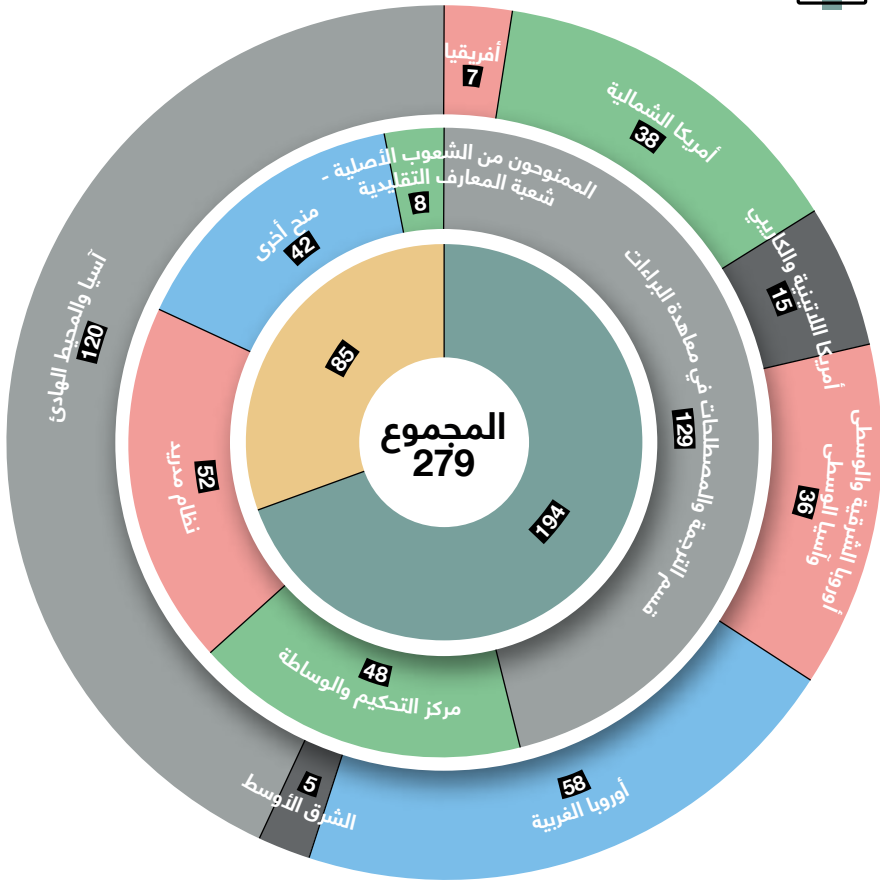 أفريقيا
7
أمريكا الشمالية
38
أمريكا اللاتينية والكاريبي
15
أوروبا الشرقية والوسطى
وآسيا الوسطى
36
أوروبا الغربية
58
الشرق الأوسط
5
آسيا والمحيط الهادئ
120
الممنوحون من الشعوب الأصلية -
شعبة المعارف التقليدية
8
قسم الترجمة والمصطلحات في معاهدة البراءات
129
مركز التحكيم والوساطة
48
نظام مدريد
52
منح أخرى
42
85
194
المجموع
279